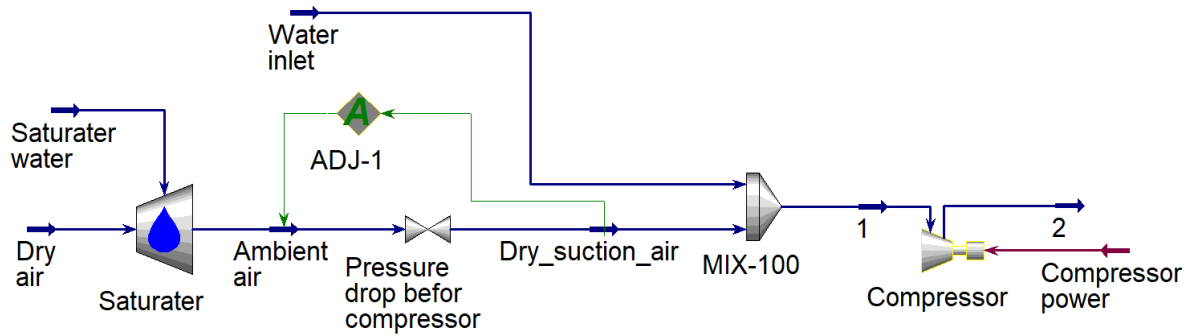 Water
inlet
Saturater
water
A
ADJ-1
Dry
air
Saturater
Ambient
air
Pressure
drop befor
compressor
Dry_suction_air
MIX-100
1
2
Compressor
Compressor
power